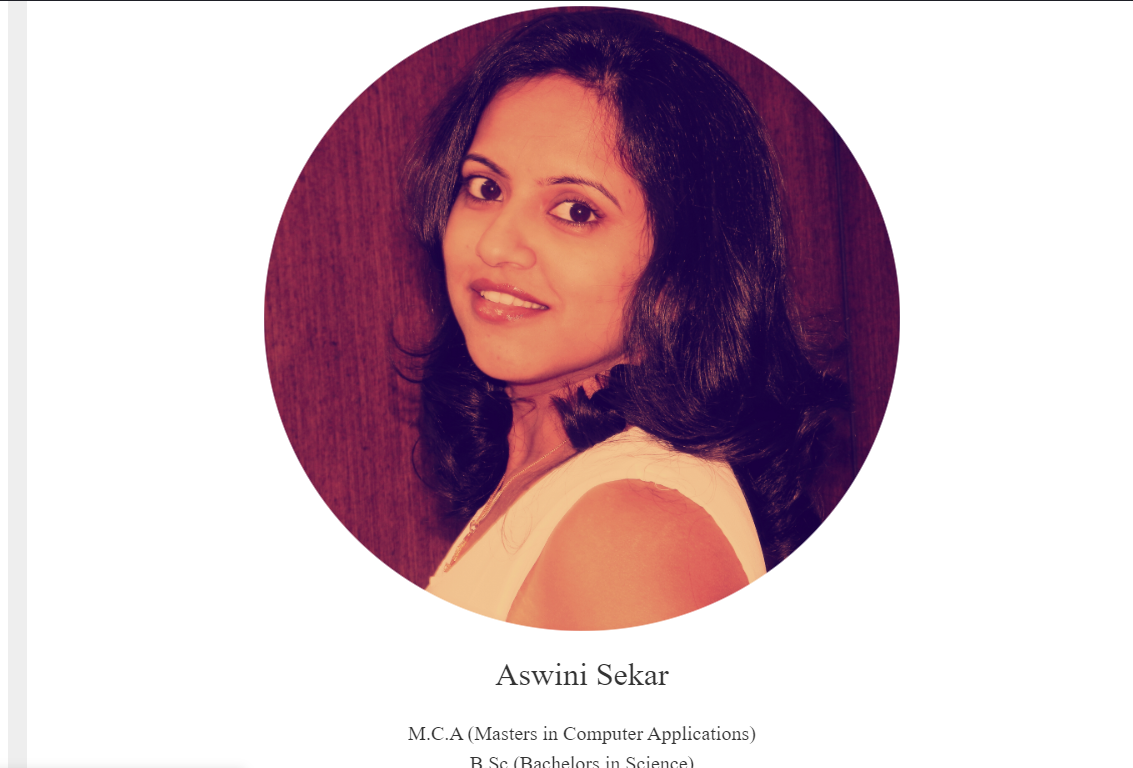 Aswini Sekar
M.C.A (Masters in Computer Applications)
B.Sc (Bachelors in Science)